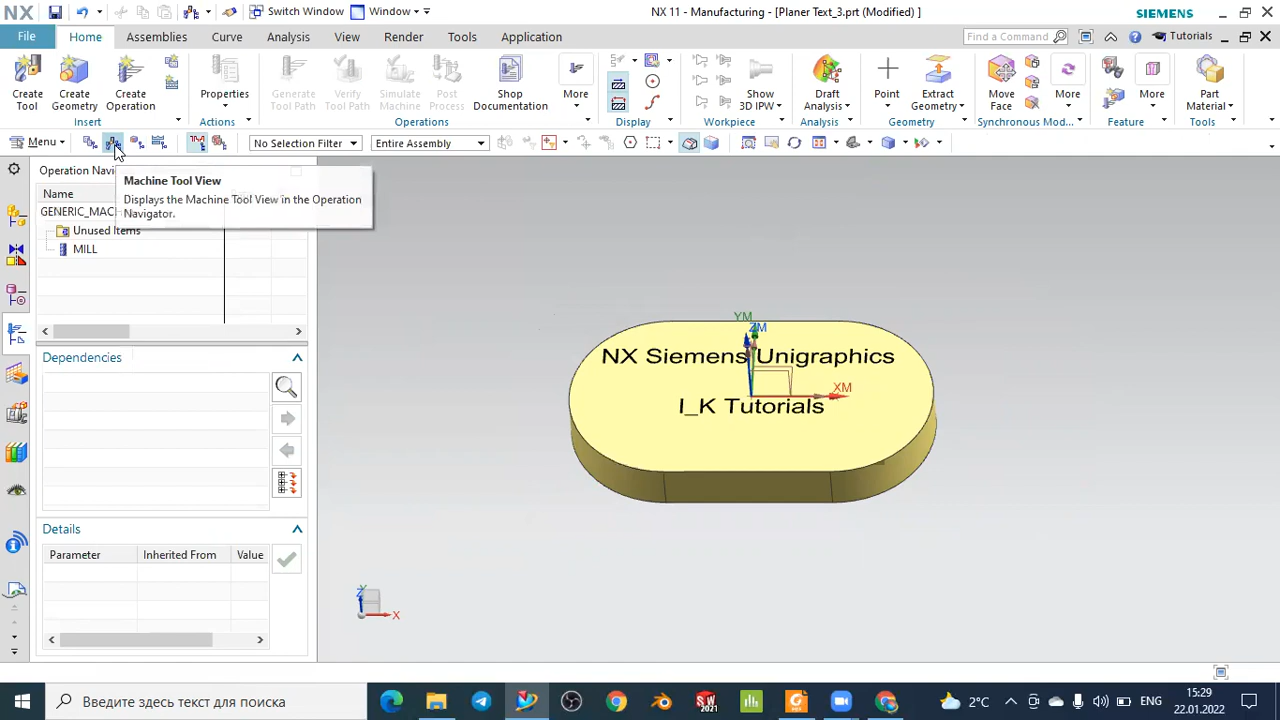 NX
Switch Window
Window
NX 11 - Manufacturing - [Planer Text_3.prt (Modified) ]
SIEMENS
File
Home
Assemblies
Curve
Analysis
View
Render
Tools
Application
Find a Command
Tutorials
Create Tool
Create Geometry
Create Operation
Properties
Generate Tool Path
Verify Tool Path
Simulate Machine
Post Process
Shop Documentation
More
Show 3D IPW
Draft Analysis
Point
Extract Geometry
Move Face
More
More
Part Material
Insert
Actions
Operations
Display
Workpiece
Analysis
Geometry
Synchronous Mod...
Feature
Tools
Menu
No Selection Filter
Entire Assembly
Operation Navi
Machine Tool View
Displays the Machine Tool View in the Operation
Navigator.
Name
GENERIC_MACH
Unused Items
MILL
Dependencies
Details
Parameter
Inherited From
Value
YM
ZM
XM
NX Siemens Unigraphics
I_K Tutorials
Y
Z
X
Введите здесь текст для поиска
2°C
ENG
15:29
22.01.2022